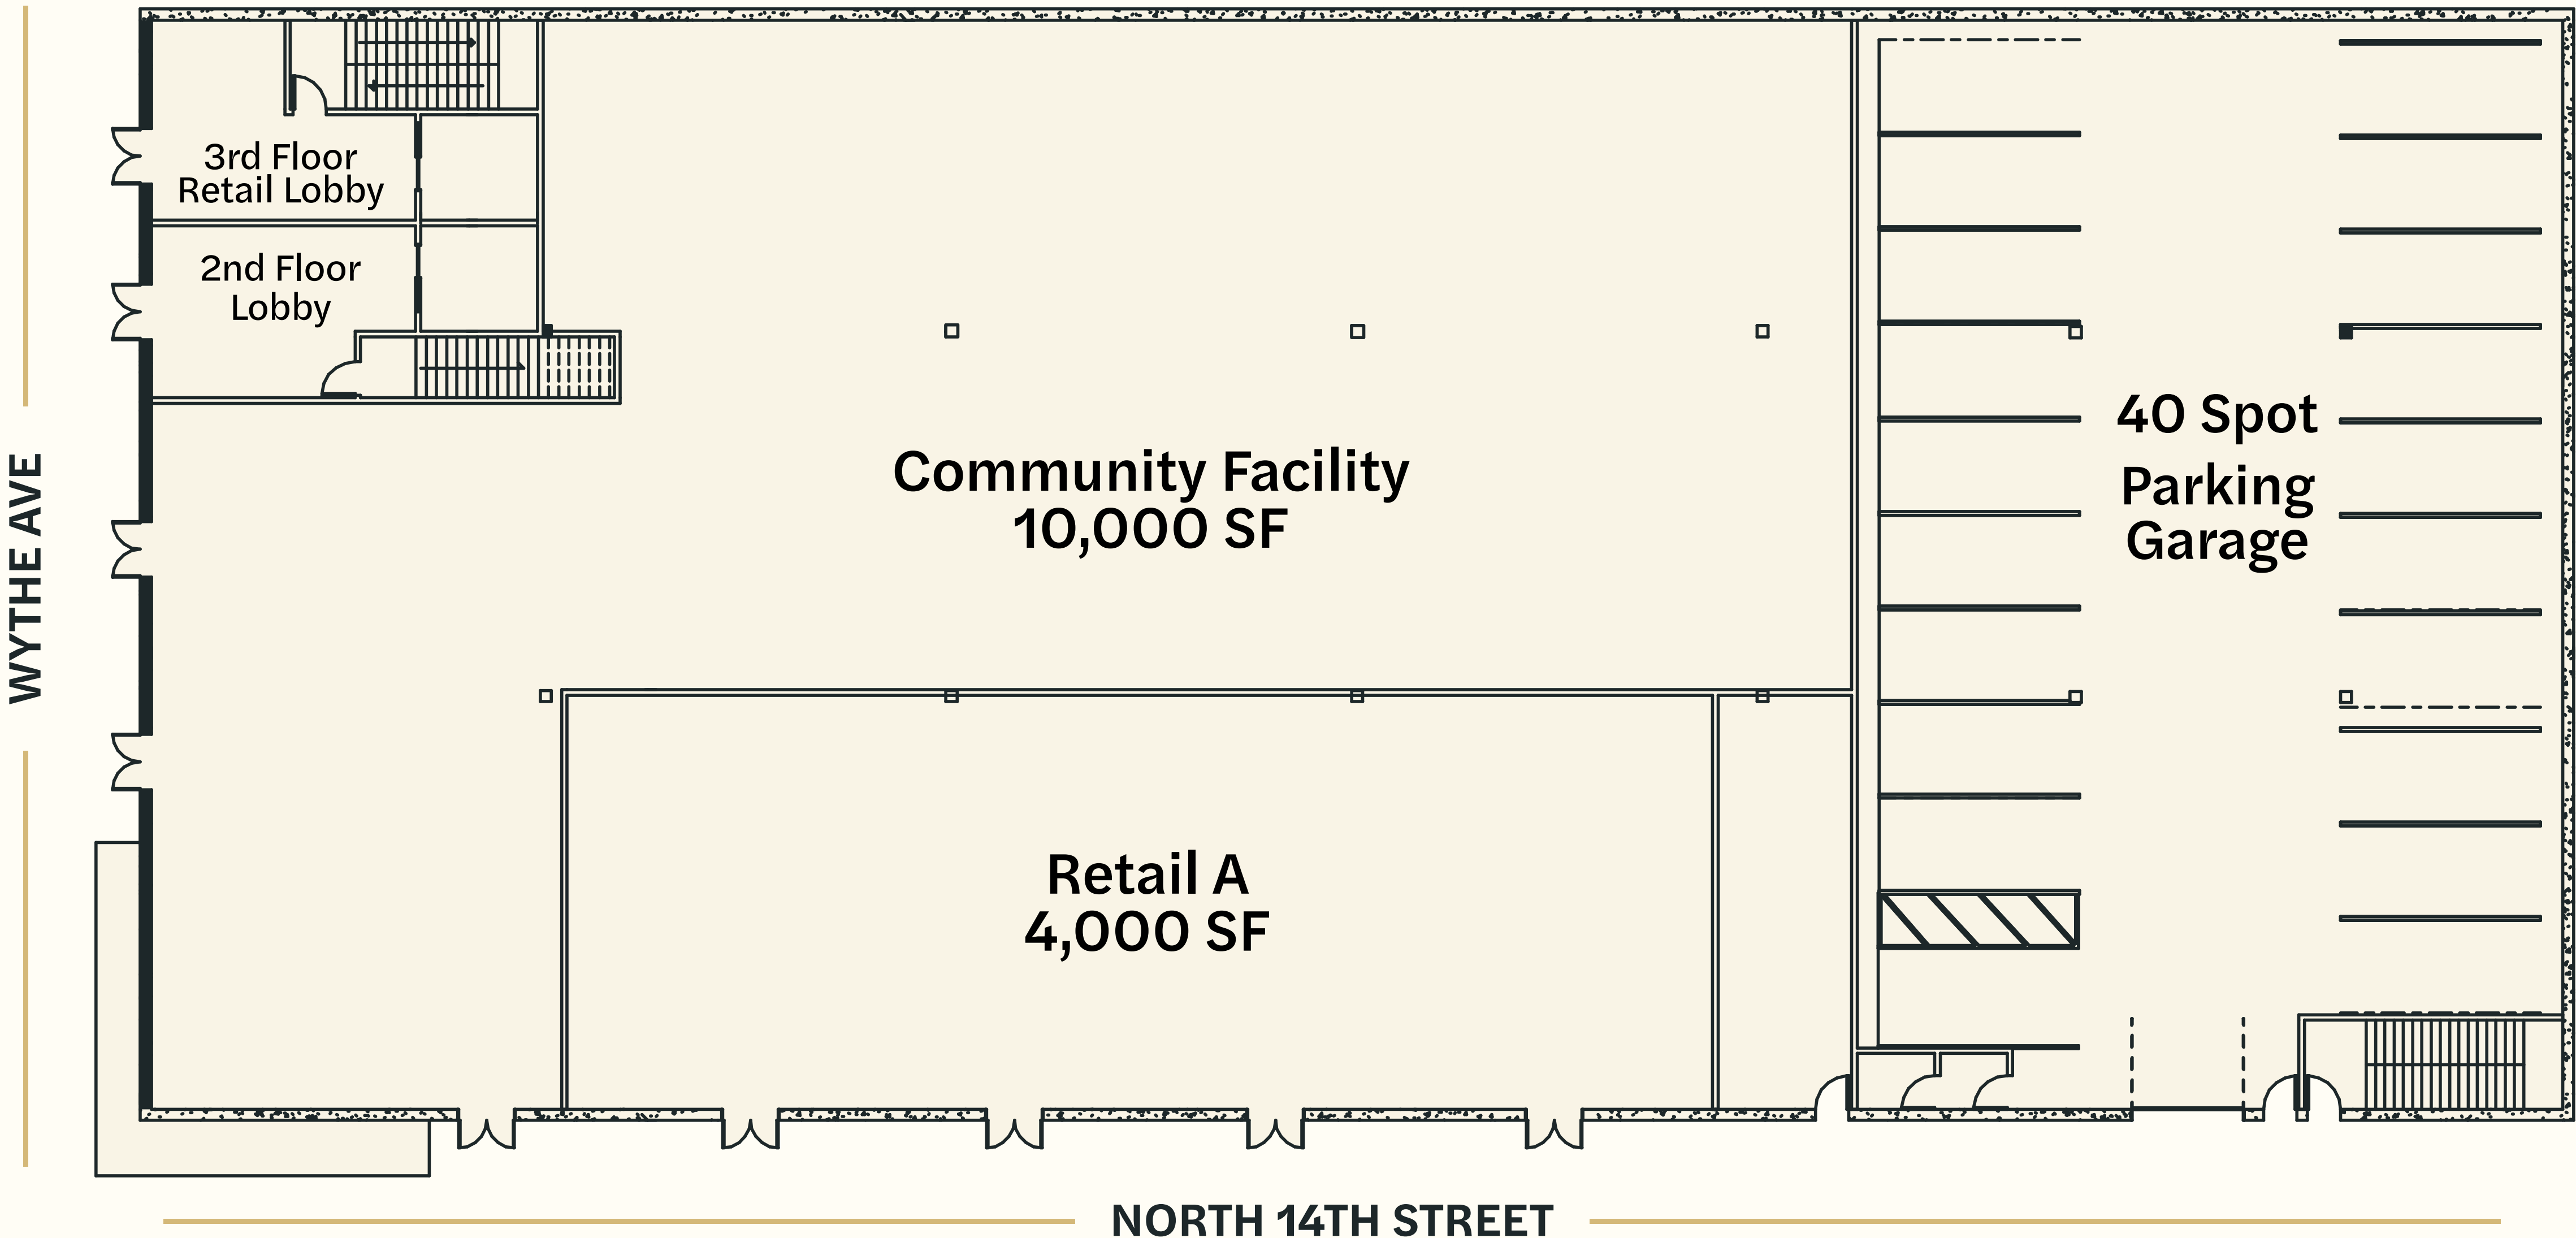 3rd Floor
Retail Lobby
2nd Floor
Lobby
Community Facility
10,000 SF
40 Spot
Parking
Garage
Retail A
4,000 SF
WYTHE AVE
NORTH 14TH STREET